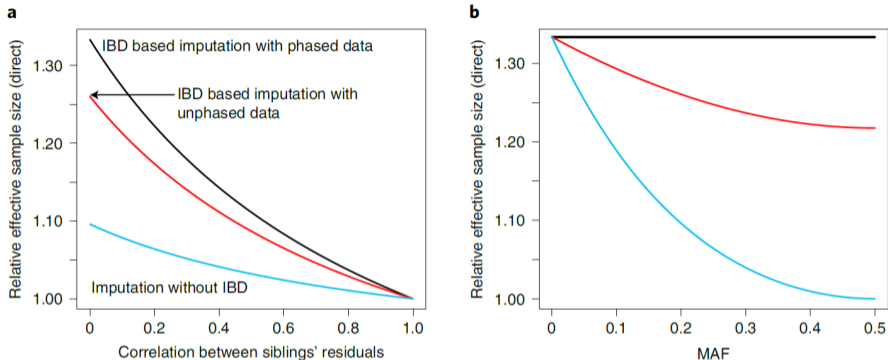 a
Relative effective sample size (direct)
1.30
1.20
1.10
1.00
IBD based imputation with phased data
IBD based imputation with
unphased data
Imputation without IBD
0
0.2
0.4
0.6
0.8
1.0
Correlation between siblings' residuals
b
Relative effective sample size (direct)
1.30
1.20
1.10
1.00
0
0.1
0.2
0.3
0.4
0.5
MAF